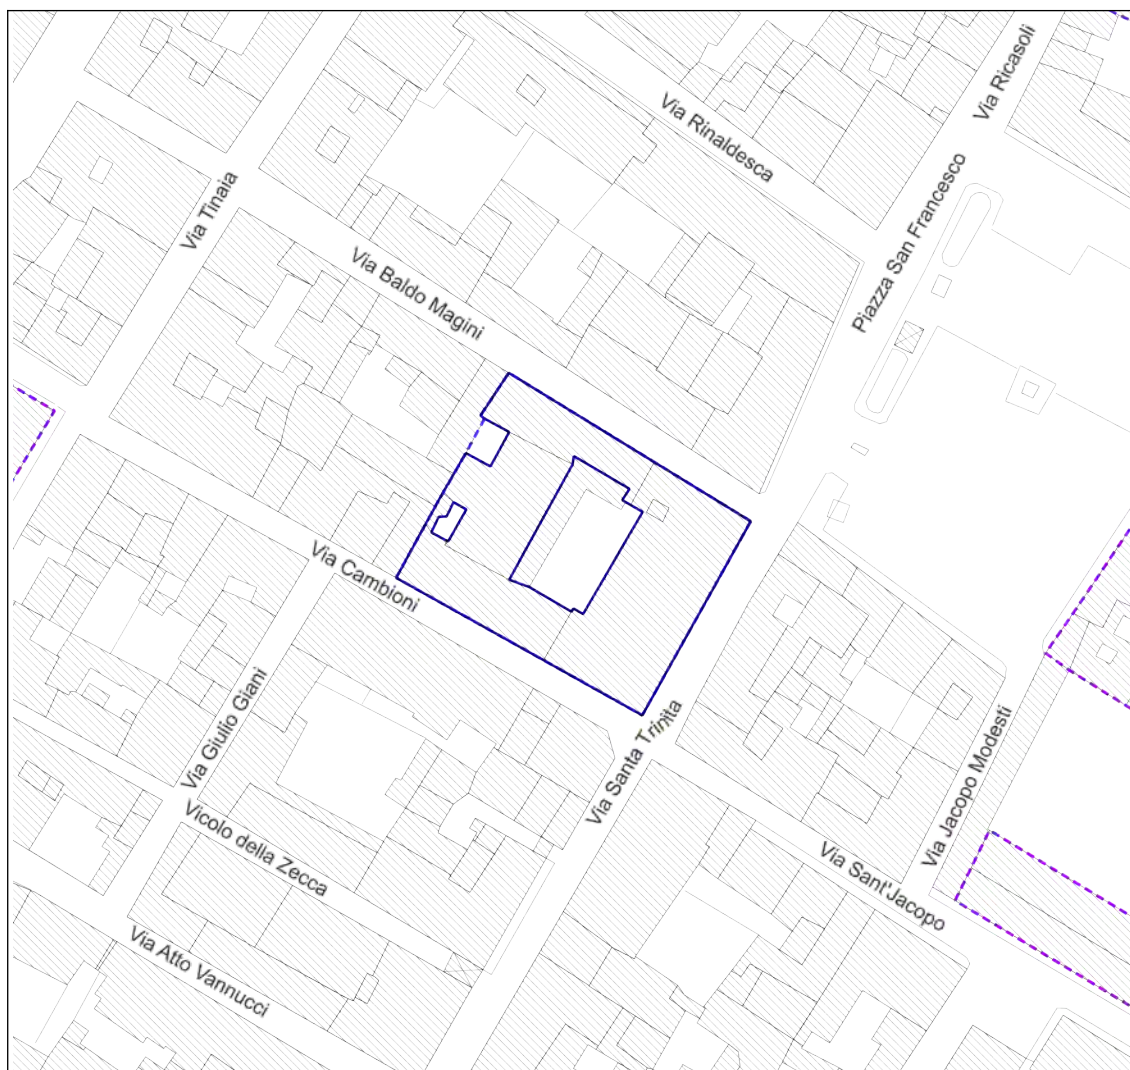 Via Ricasoli
Via Rinaldesca
Via Tinaia
Piazza San Francesco
Via Baldo Magini
Via Cambioni
Via Giulio Giani
Via Santa Trinita
Via Jacopo Modesti
Vicolo della Zecca
Via Sant'Jacopo
Via Atto Vannucci